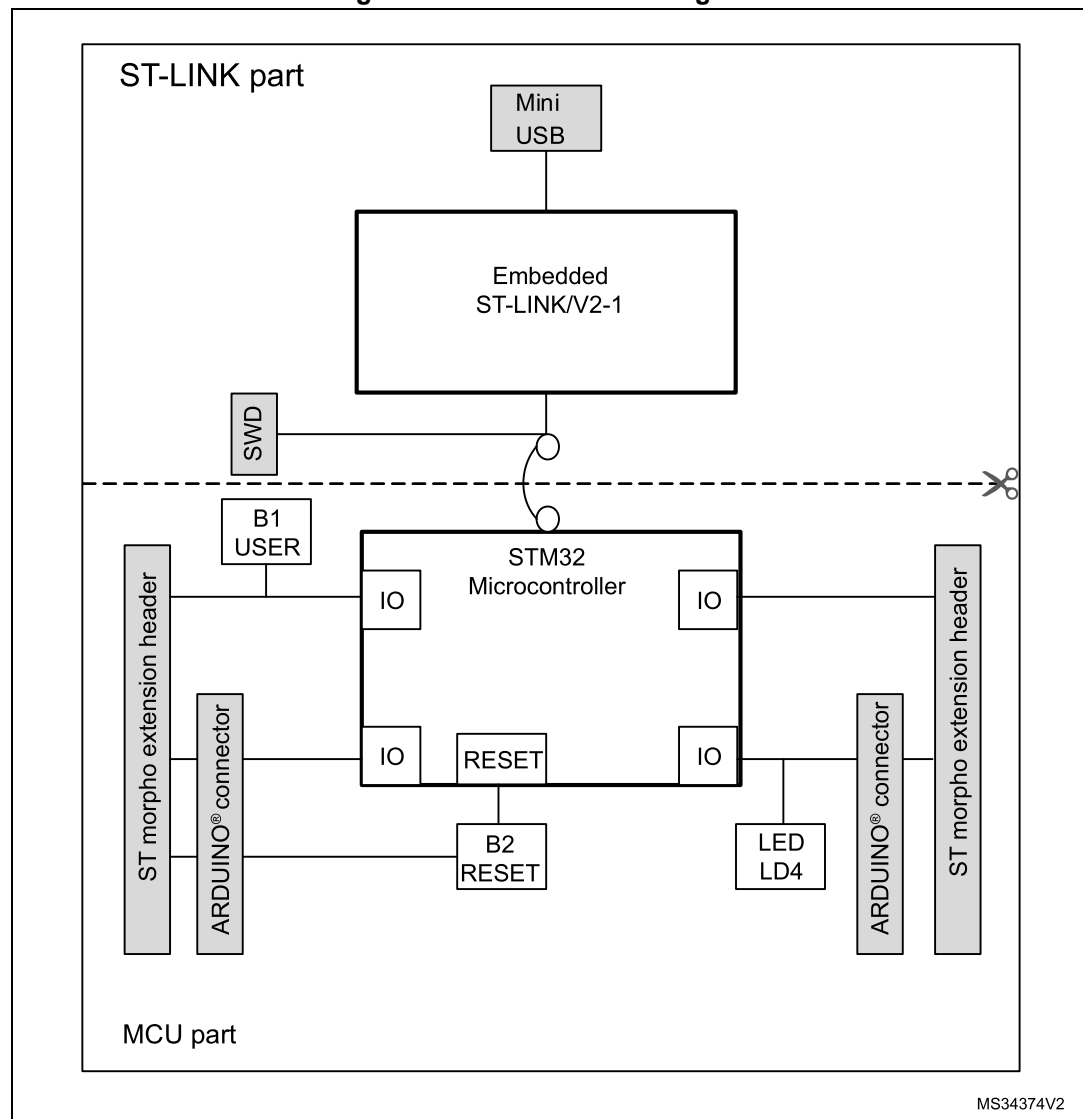 ST-LINK part
Mini
USB
Embedded
ST-LINK/V2-1
SWD
B1
USER
STM32
Microcontroller
IO
IO
ST morpho extension header
ARDUINO® connector
IO
RESET
IO
B2
RESET
LED
LD4
ARDUINO® connector
ST morpho extension header
MCU part
MS34374V2